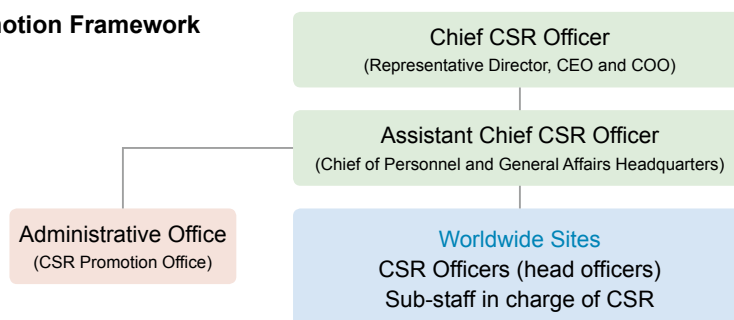 Framework
Chief CSR Officer
(Representative Director, CEO and COO)
Assistant Chief CSR Officer
(Chief of Personnel and General Affairs Headquarters)
Administrative Office
(CSR Promotion Office)
Worldwide Sites
CSR Officers (head officers)
Sub-staff in charge of CSR